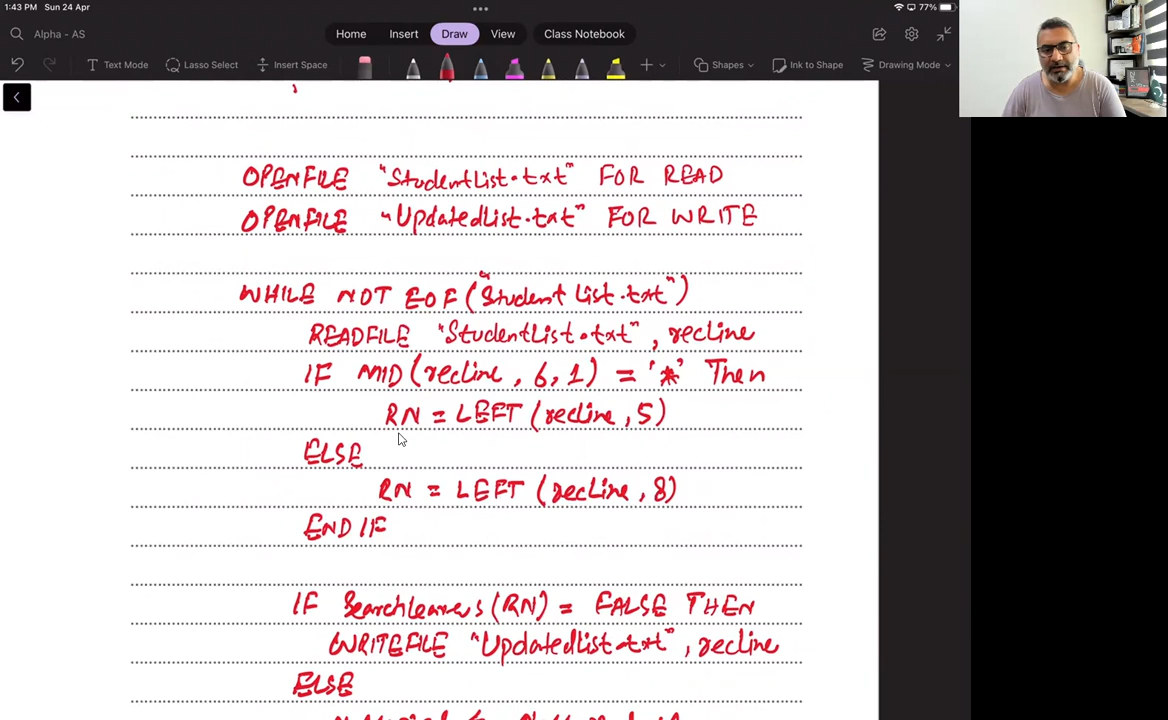 1:43 PM Sun 24 Apr
77%
Alpha - AS
Home Insert Draw View Class Notebook
Text Mode Lasso Select Insert Space Shapes Ink to Shape Drawing Mode
OPENFILE "StudentList.txt" FOR READ
OPENFILE "UpdatedList.txt" FOR WRITE
WHILE NOT EOF("Student List.txt")
READFILE "StudentList.txt", recline
IF MID(recline, 6, 1) = '*' Then
RN = LEFT(recline, 5)
ELSE
RN = LEFT(recline, 8)
END IF
IF Searchleavers(RN) = FALSE THEN
WRITEFILE "UpdatedList.txt", recline
ELSE